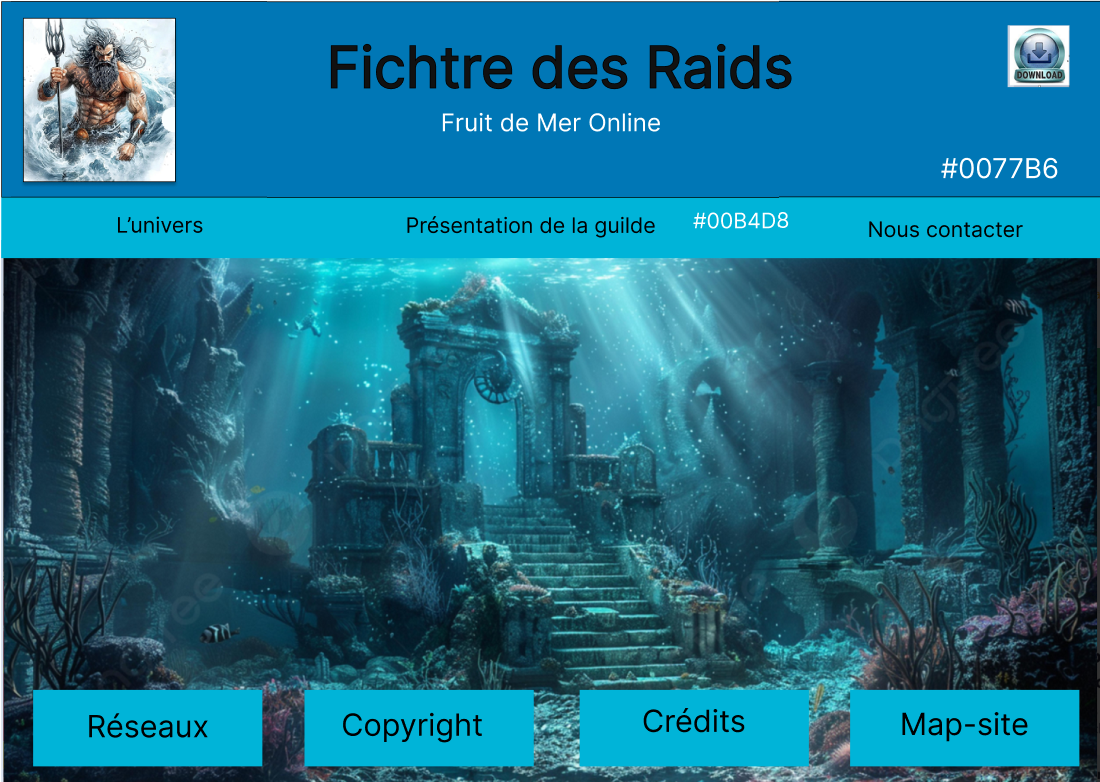 Fichtre des Raids
DOWNLOAD
Fruit de Mer Online
#0077B6
L’univers
Présentation de la guilde
#00B4D8
Nous contacter
Réseaux
Copyright
Crédits
Map-site